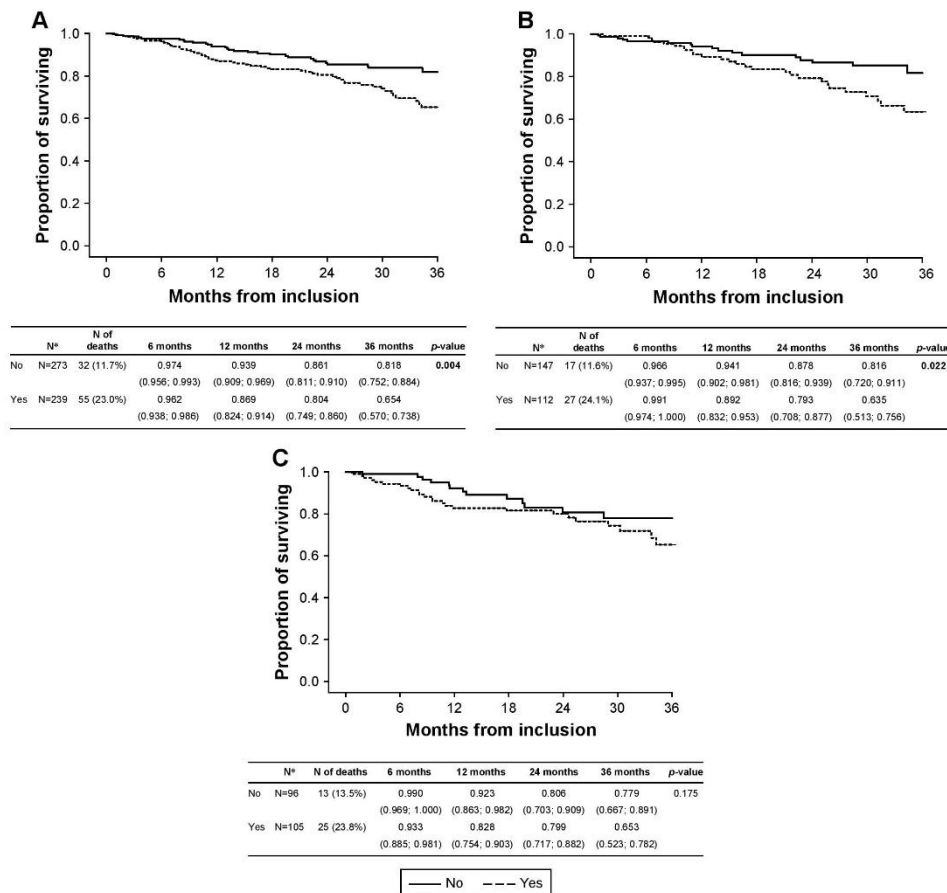 A
Proportion of surviving
1.0
0.8
0.6
0.4
0.2
0.0
0 6 12 18 24 30 36
Months from inclusion
N* N of deaths 6 months 12 months 24 months 36 months p-value
No N=273 32 (11.7%) 0.974 0.939 0.861 0.818 0.004
(0.956; 0.993) (0.909; 0.969) (0.811; 0.910) (0.752; 0.884)
Yes N=239 55 (23.0%) 0.962 0.869 0.804 0.654
(0.938; 0.986) (0.824; 0.914) (0.749; 0.860) (0.570; 0.738)
B
Proportion of surviving
1.0
0.8
0.6
0.4
0.2
0.0
0 6 12 18 24 30 36
Months from inclusion
N* N of deaths 6 months 12 months 24 months 36 months p-value
No N=147 17 (11.6%) 0.966 0.941 0.878 0.816 0.022
(0.937; 0.995) (0.902; 0.981) (0.816; 0.939) (0.720; 0.911)
Yes N=112 27 (24.1%) 0.991 0.892 0.793 0.635
(0.974; 1.000) (0.832; 0.953) (0.708; 0.877) (0.513; 0.756)
C
Proportion of surviving
1.0
0.8
0.6
0.4
0.2
0.0
0 6 12 18 24 30 36
Months from inclusion
N* N of deaths 6 months 12 months 24 months 36 months p-value
No N=96 13 (13.5%) 0.990 0.923 0.806 0.779 0.175
(0.969; 1.000) (0.863; 0.982) (0.703; 0.909) (0.667; 0.891)
Yes N=105 25 (23.8%) 0.933 0.828 0.799 0.653
(0.885; 0.981) (0.754; 0.903) (0.717; 0.882) (0.523; 0.782)
No Yes